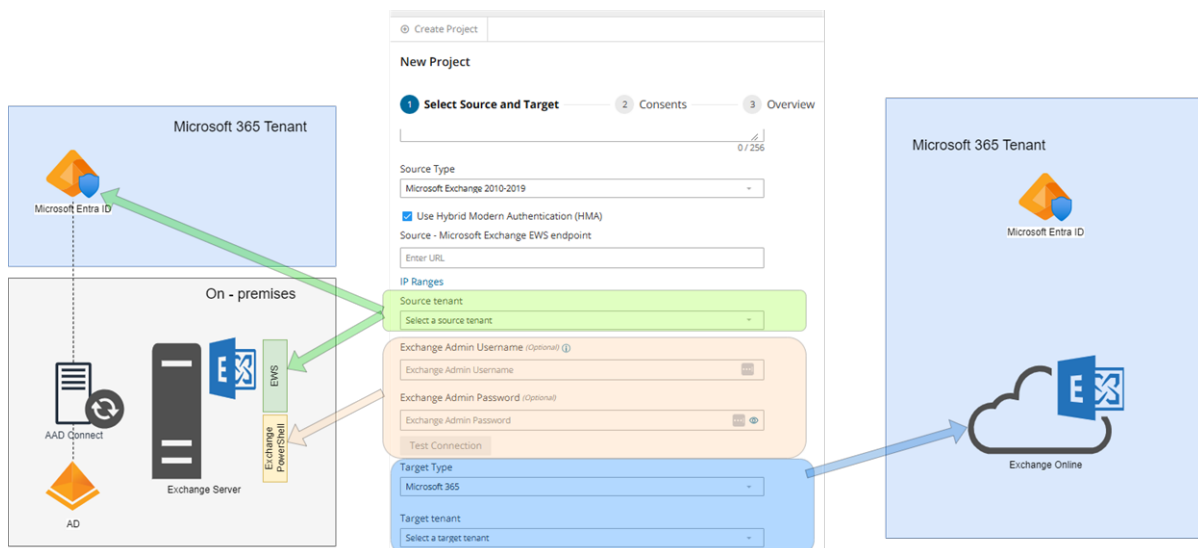 Microsoft 365 Tenant
Microsoft Entra ID
On - premises
AAD Connect
AD
Exchange Server
EWS
Exchange
PowerShell
Create Project
New Project
1 Select Source and Target
2 Consents
3 Overview
0 / 256
Source Type
Microsoft Exchange 2010-2019
Use Hybrid Modern Authentication (HMA)
Source - Microsoft Exchange EWS endpoint
Enter URL
IP Ranges
Source tenant
Select a source tenant
Exchange Admin Username (Optional)
Exchange Admin Username
Exchange Admin Password (Optional)
Exchange Admin Password
Test Connection
Target Type
Microsoft 365
Target tenant
Select a target tenant
Microsoft 365 Tenant
Microsoft Entra ID
Exchange Online